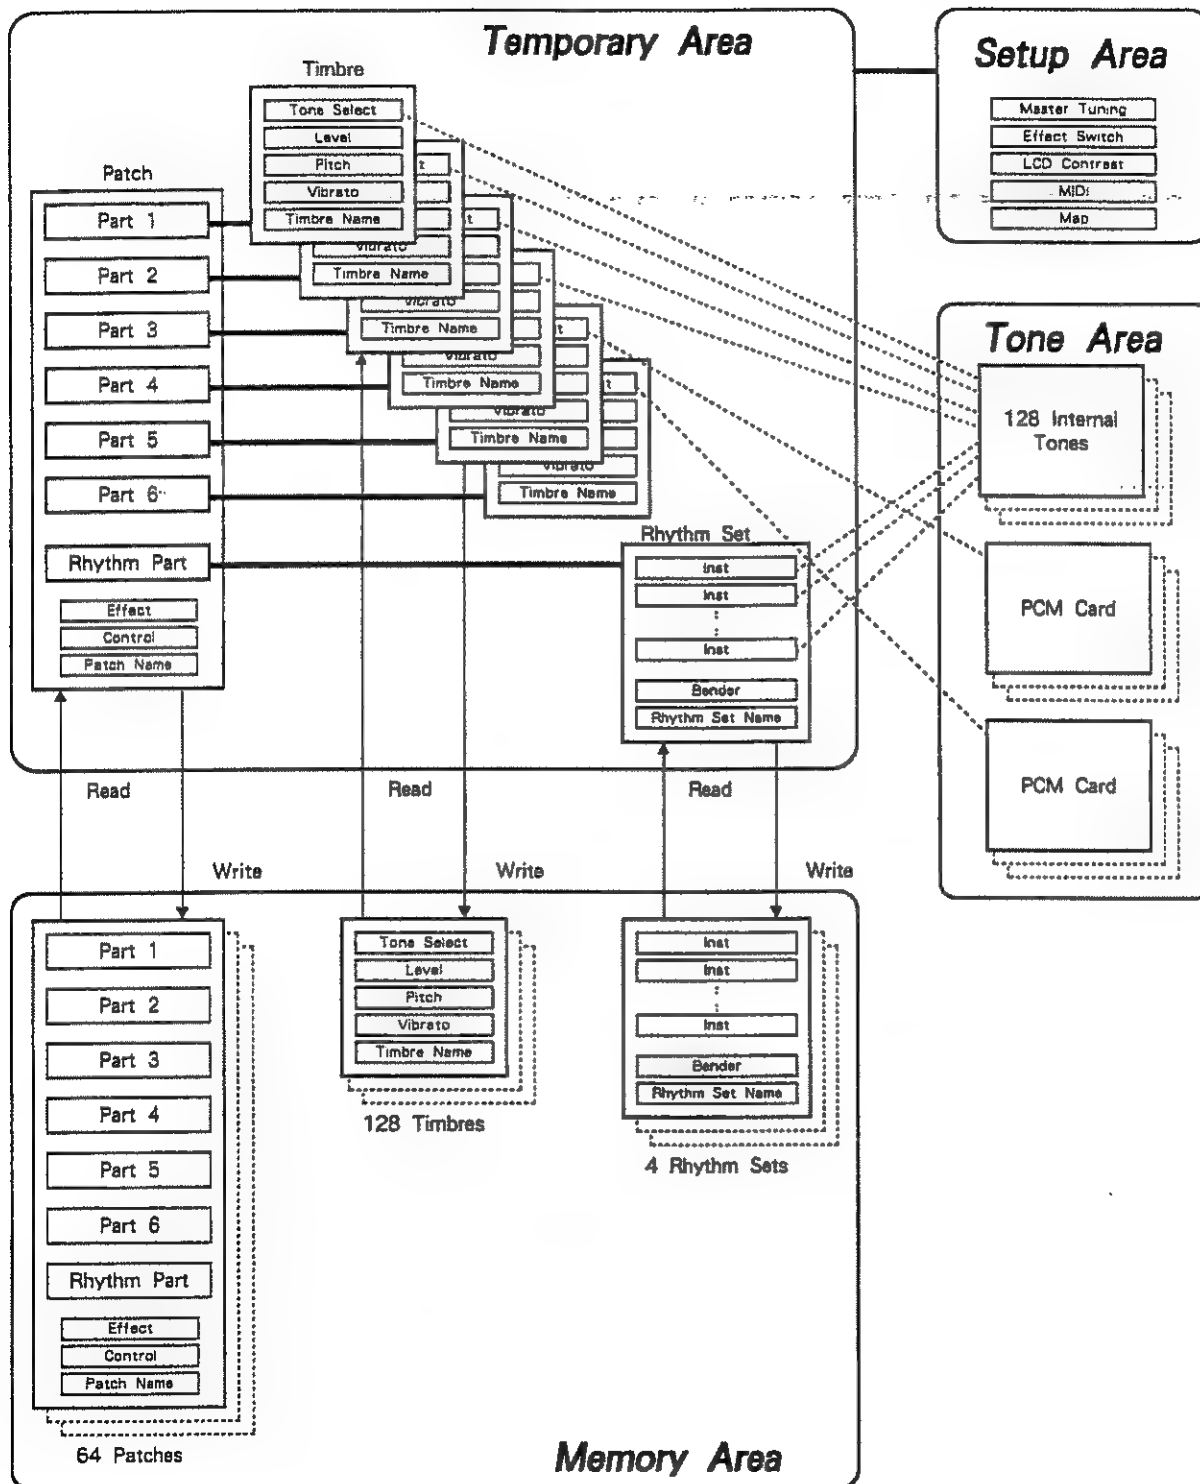 Temporary Area
Timbre
Tone Select
Level
Pitch
Vibrato
Timbre Name
t
Vibrato
Timbre Name
t
Vibrato
Timbre Name
Vibrato
Timbre Name
t
Vibrato
Timbre Name
t
Vibrato
Timbre Name
Patch
Part 1
Part 2
Part 3
Part 4
Part 5
Part 6
Rhythm Part
Effect
Control
Patch Name
Rhythm Set
Inst
Inst
Inst
Bender
Rhythm Set Name
Setup Area
Master Tuning
Effect Switch
LCD Contrast
MIDI
Map
Tone Area
128 Internal
Tones
PCM Card
PCM Card
Read
Read
Read
Write
Write
Write
Part 1
Part 2
Part 3
Part 4
Part 5
Part 6
Rhythm Part
Effect
Control
Patch Name
64 Patches
Tone Select
Level
Pitch
Vibrato
Timbre Name
128 Timbres
Inst
Inst
Inst
Bender
Rhythm Set Name
4 Rhythm Sets
Memory Area